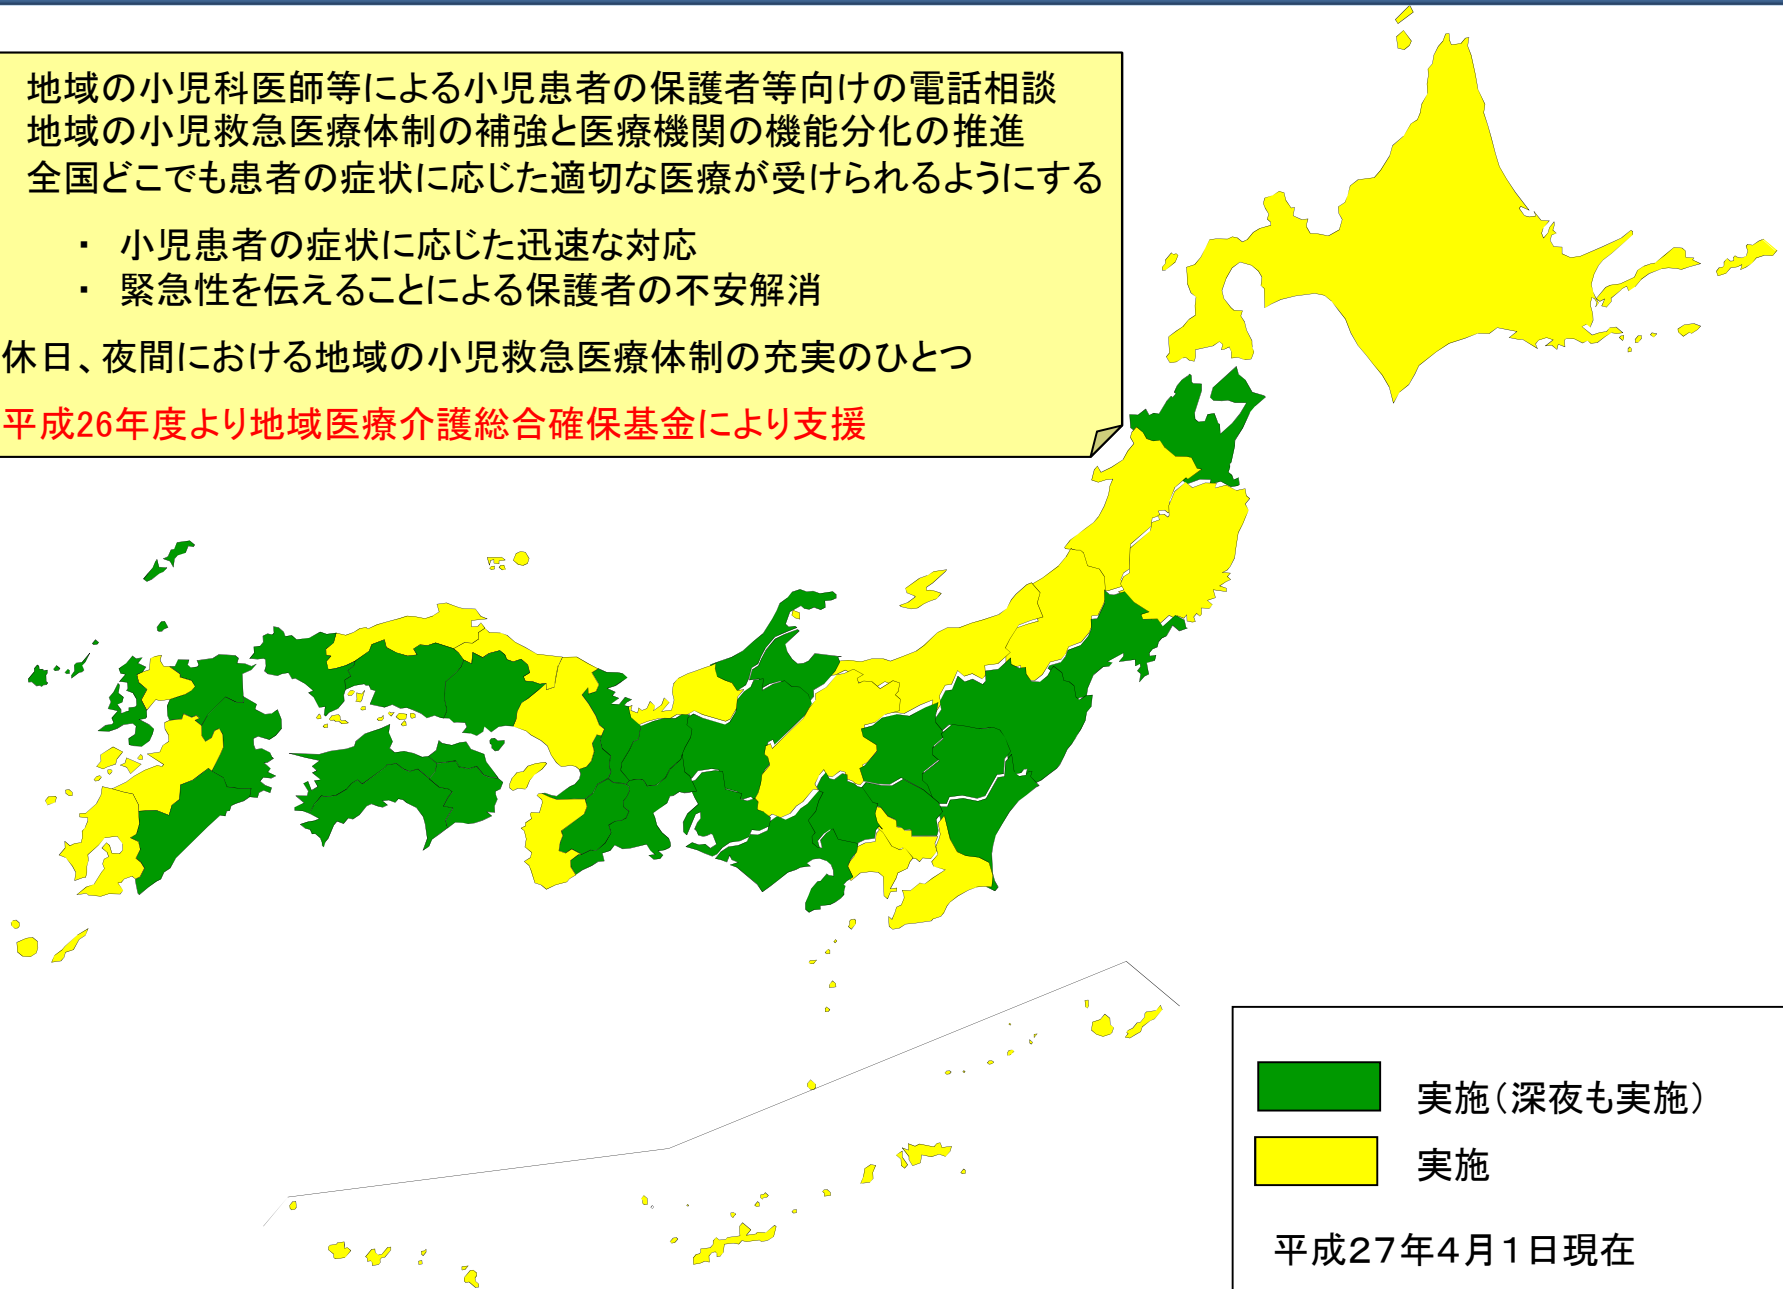 地域の小児科医師等による小児患者の保護者等向けの電話相談
地域の小児救急医療体制の補強と医療機関の機能分化の推進
全国どこでも患者の症状に応じた適切な医療が受けられるようにする
・ 小児患者の症状に応じた迅速な対応
・ 緊急性を伝えることによる保護者の不安解消
休日、夜間における地域の小児救急医療体制の充実のひとつ
平成26年度より地域医療介護総合確保基金により支援
実施（深夜も実施）
実施
平成２７年４月１日現在